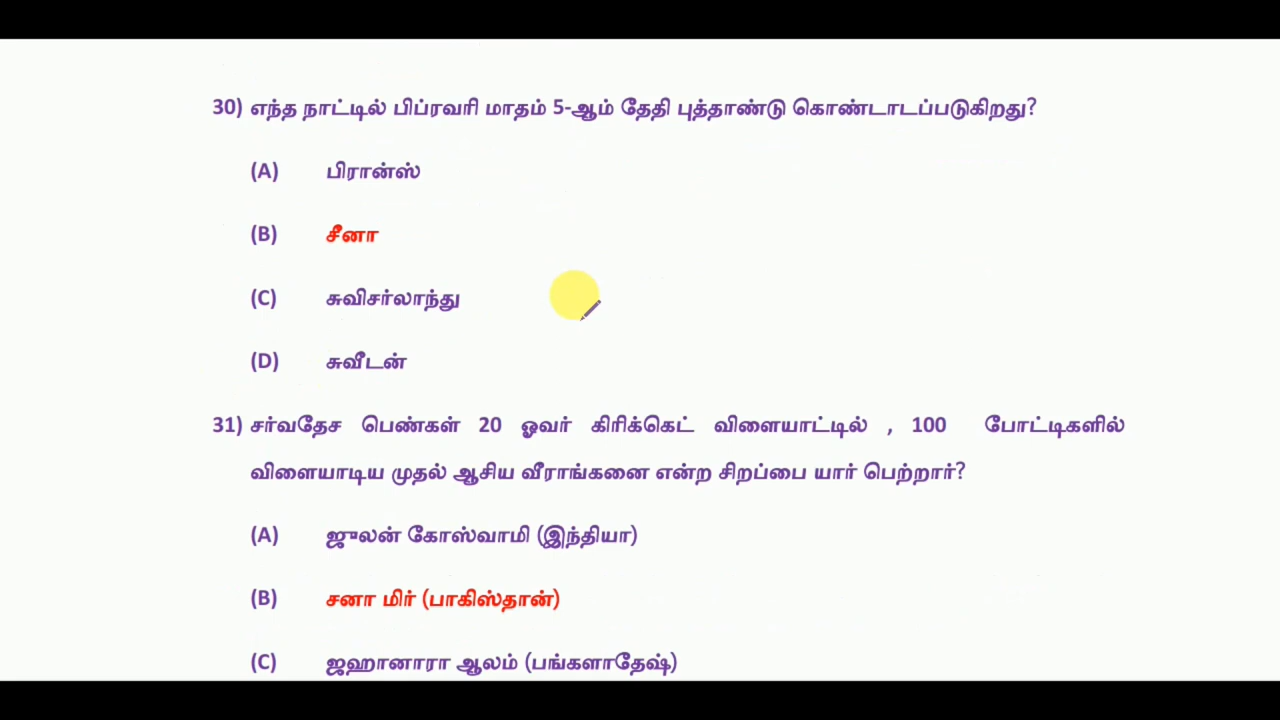 30) எந்த நாட்டில் பிப்ரவரி மாதம் 5-ஆம் தேதி புத்தாண்டு கொண்டாடப்படுகிறது?
(A) பிரான்ஸ்
(B) சீனா
(C) சுவிசர்லாந்து
(D) சுவீடன்
31) சர்வதேச பெண்கள் 20 ஓவர் கிரிக்கெட் விளையாட்டில் , 100 போட்டிகளில்
விளையாடிய முதல் ஆசிய வீராங்கனை என்ற சிறப்பை யார் பெற்றார்?
(A) ஜுலன் கோஸ்வாமி (இந்தியா)
(B) சனா மிர் (பாகிஸ்தான்)
(C) ஜஹானாரா ஆலம் (பங்களாதேஷ்)